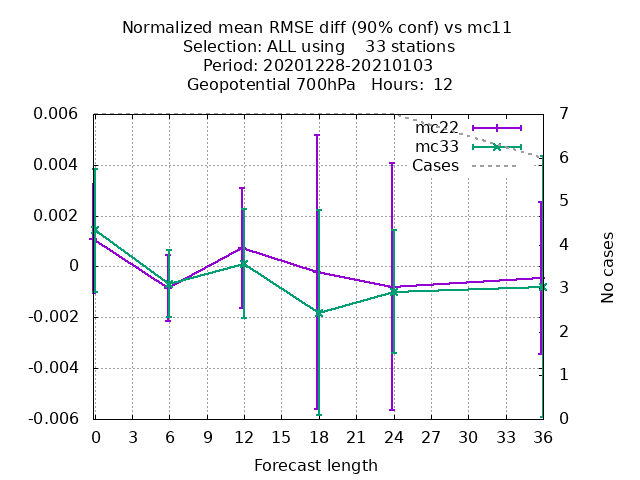 Normalized mean RMSE diff (90% conf) vs mc11
Selection: ALL using    33 stations
Period: 20201228-20210103
Geopotential 700hPa   Hours:  12
0.006
0.004
0.002
0
-0.002
-0.004
-0.006
7
6
5
4
3
2
1
0
mc22
mc33
Cases
No cases
0 3 6 9 12 15 18 21 24 27 30 33 36
Forecast length